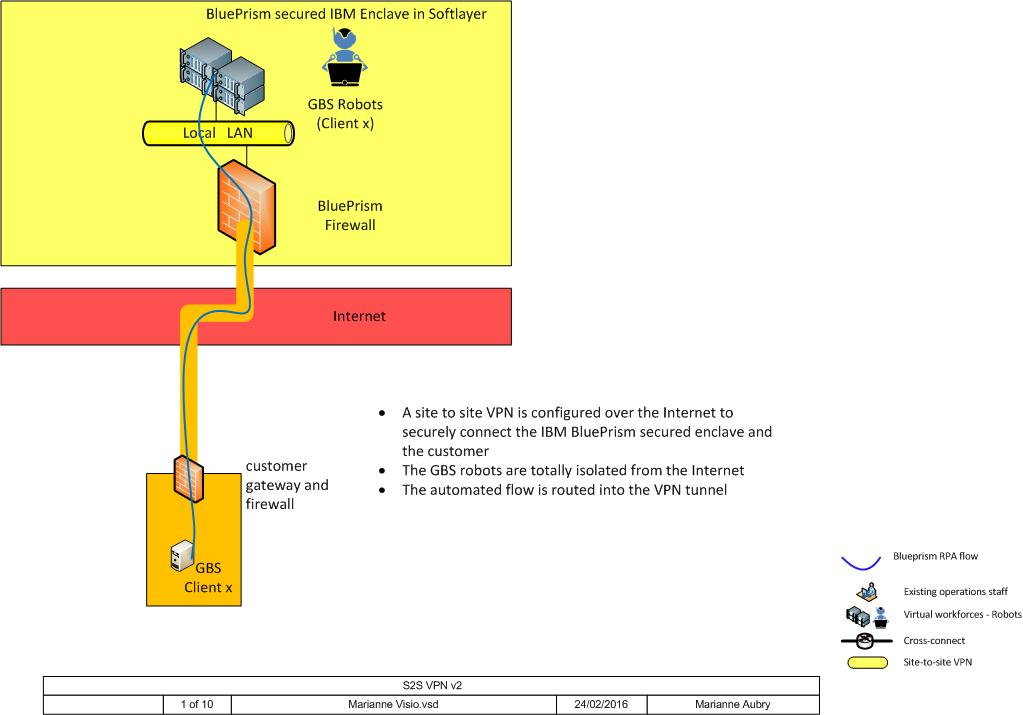 BluePrism secured IBM Enclave in Softlayer
GBS Robots
(Client x)
Local LAN
BluePrism
Firewall
Internet
• A site to site VPN is configured over the Internet to
securely connect the IBM BluePrism secured enclave and
the customer
• The GBS robots are totally isolated from the Internet
• The automated flow is routed into the VPN tunnel
customer
gateway and
firewall
GBS
Client x
Blueprism RPA flow
Existing operations staff
Virtual workforces - Robots
Cross-connect
Site-to-site VPN
S2S VPN v2
1 of 10 Marianne Visio.vsd 24/02/2016 Marianne Aubry